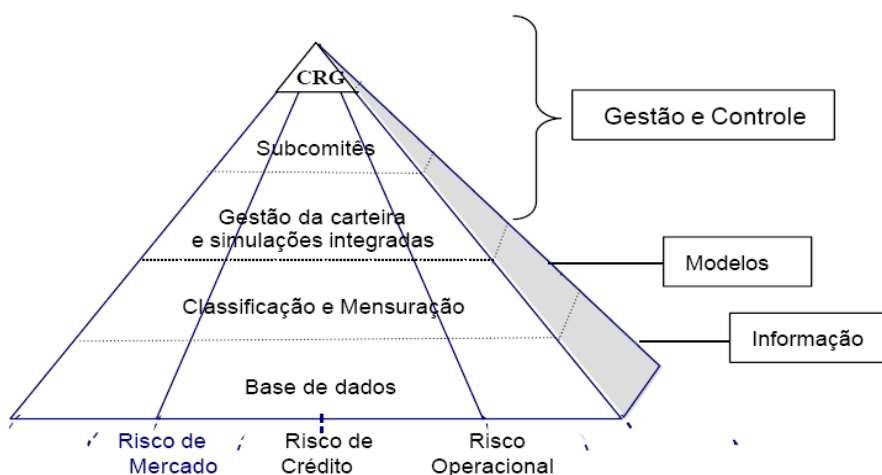 CRG
Gestão e Controle
Subcomitês
Gestão da carteira
e simulações integradas
Modelos
Classificação e Mensuração
Informação
Base de dados
Risco de
Mercado
Risco de
Crédito
Risco
Operacional